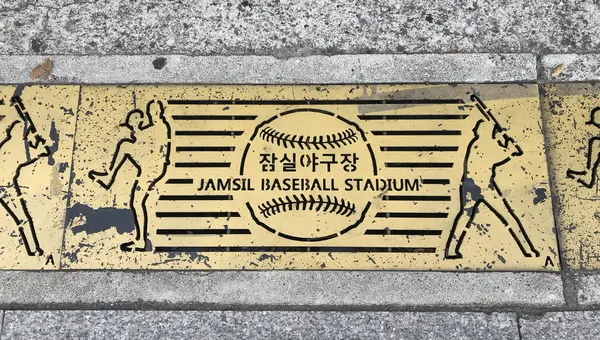 잠실야구장
JAMSIL BASEBALL STADIUM
A
A